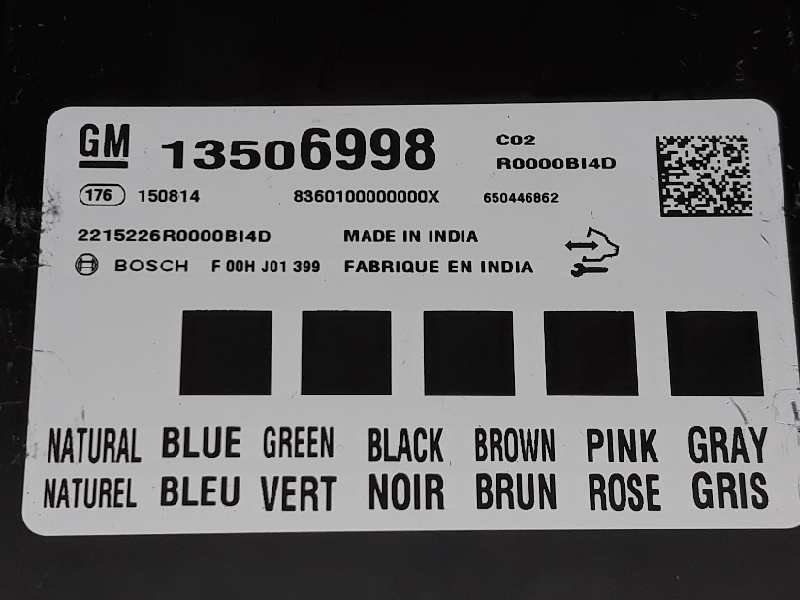 GM 13506998 C02
R0000BI4D
176 150814 8360100000000X 650446862
2215226R0000BI4D MADE IN INDIA
BOSCH F 00H J01 399 FABRIQUE EN INDIA
NATURAL BLUE GREEN BLACK BROWN PINK GRAY
NATUREL BLEU VERT NOIR BRUN ROSE GRIS